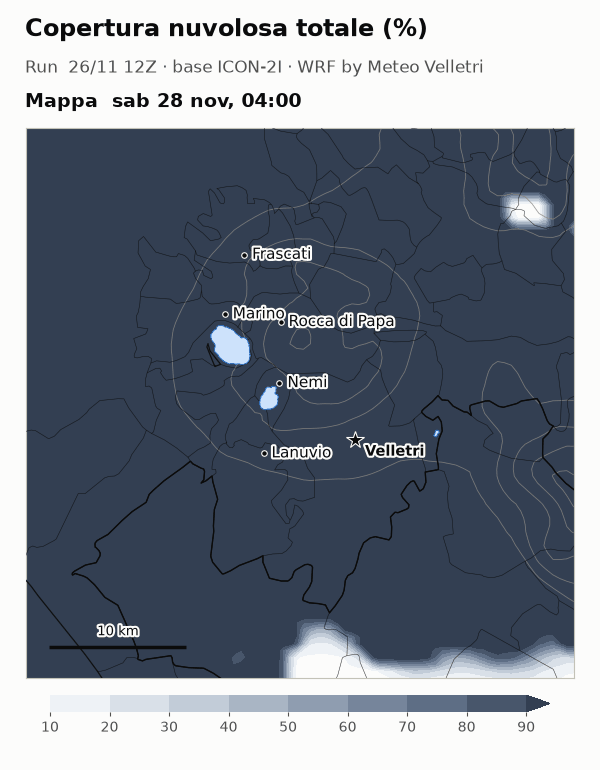 Copertura nuvolosa totale (%)
Run  26/11 12Z · base ICON-2I · WRF by Meteo Velletri
Mappa  sab 28 nov, 04:00
Frascati
Marino
Rocca di Papa
Nemi
Velletri
Lanuvio
10 km
10 20 30 40 50 60 70 80 90